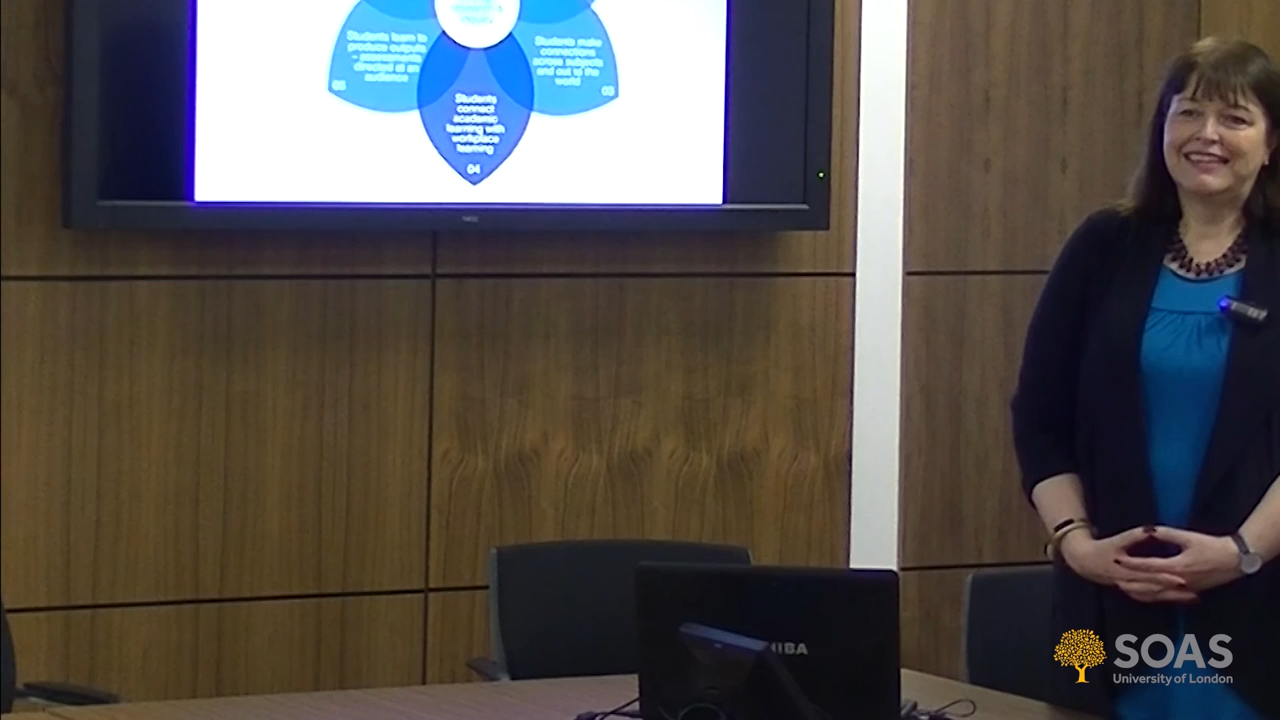 Students learn to
produce outputs
– assessments
directed at an
audience
05
Students make
connections
across subjects
and out to the
world
03
Students
connect
academic
learning with
workplace
learning
04
NEC
HIBA
SOAS
University of London